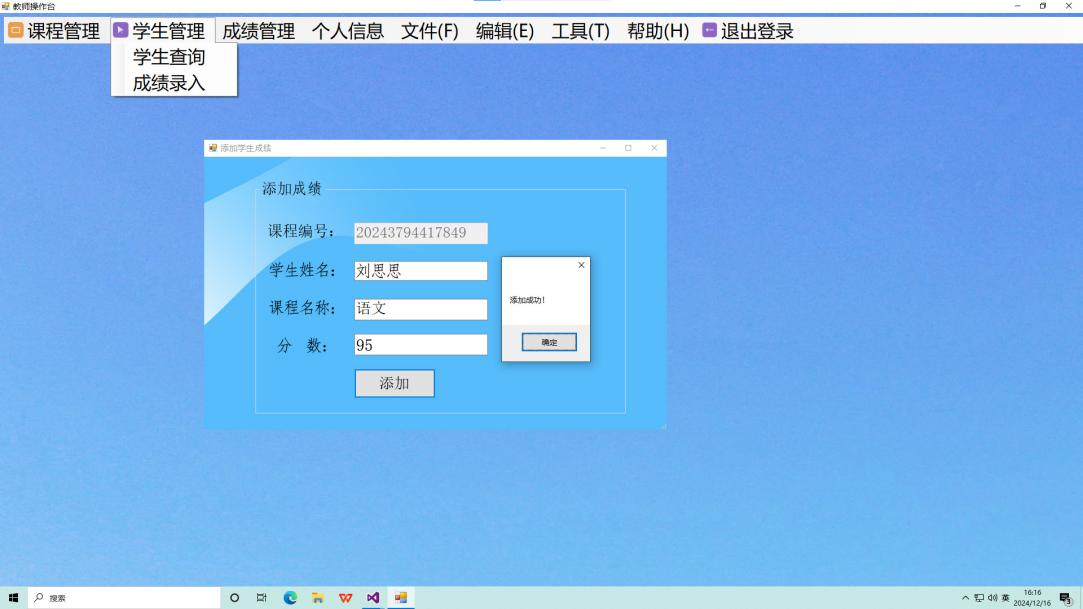 教师操作台
课程管理 学生管理 成绩管理 个人信息 文件(F) 编辑(E) 工具(T) 帮助(H) 退出登录
学生查询
成绩录入
添加学生成绩
添加成绩
课程编号： 20243794417849
学生姓名： 刘思思
课程名称： 语文
分 数： 95
添加
添加成功!
确定
搜索
英
16:16
2024/12/16
3